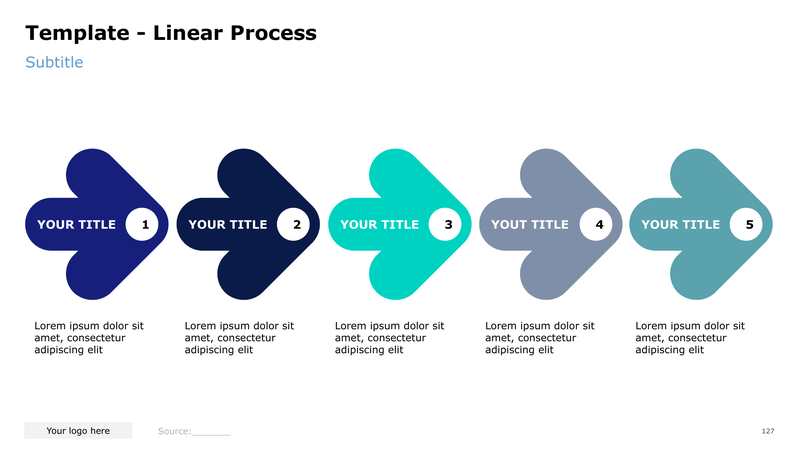 Template - Linear Process
Subtitle
YOUR TITLE 1
YOUR TITLE 2
YOUR TITLE 3
YOUT TITLE 4
YOUR TITLE 5
Lorem ipsum dolor sit
amet, consectetur
adipiscing elit
Lorem ipsum dolor sit
amet, consectetur
adipiscing elit
Lorem ipsum dolor sit
amet, consectetur
adipiscing elit
Lorem ipsum dolor sit
amet, consectetur
adipiscing elit
Lorem ipsum dolor sit
amet, consectetur
adipiscing elit
Your logo here
Source:_______
127